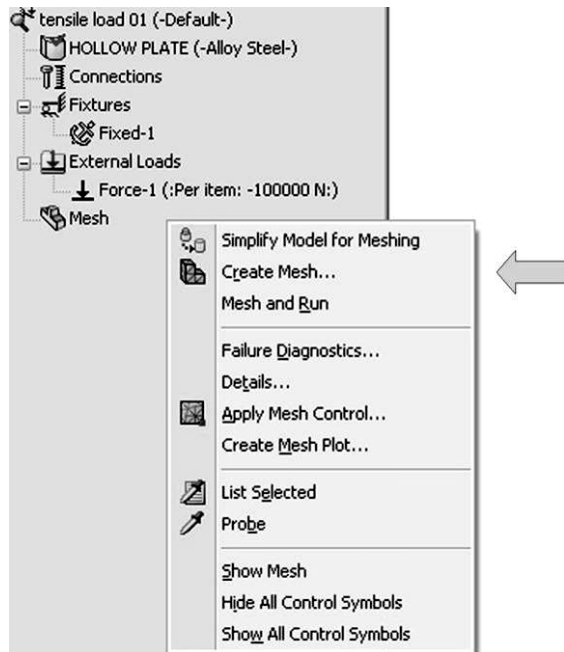 tensile load 01 (-Default-)
HOLLOW PLATE (-Alloy Steel-)
Connections
Fixtures
Fixed-1
External Loads
Force-1 (:Per item: -100000 N:)
Mesh
Simplify Model for Meshing
Create Mesh...
Mesh and Run
Failure Diagnostics...
Details...
Apply Mesh Control...
Create Mesh Plot...
List Selected
Probe
Show Mesh
Hide All Control Symbols
Show All Control Symbols